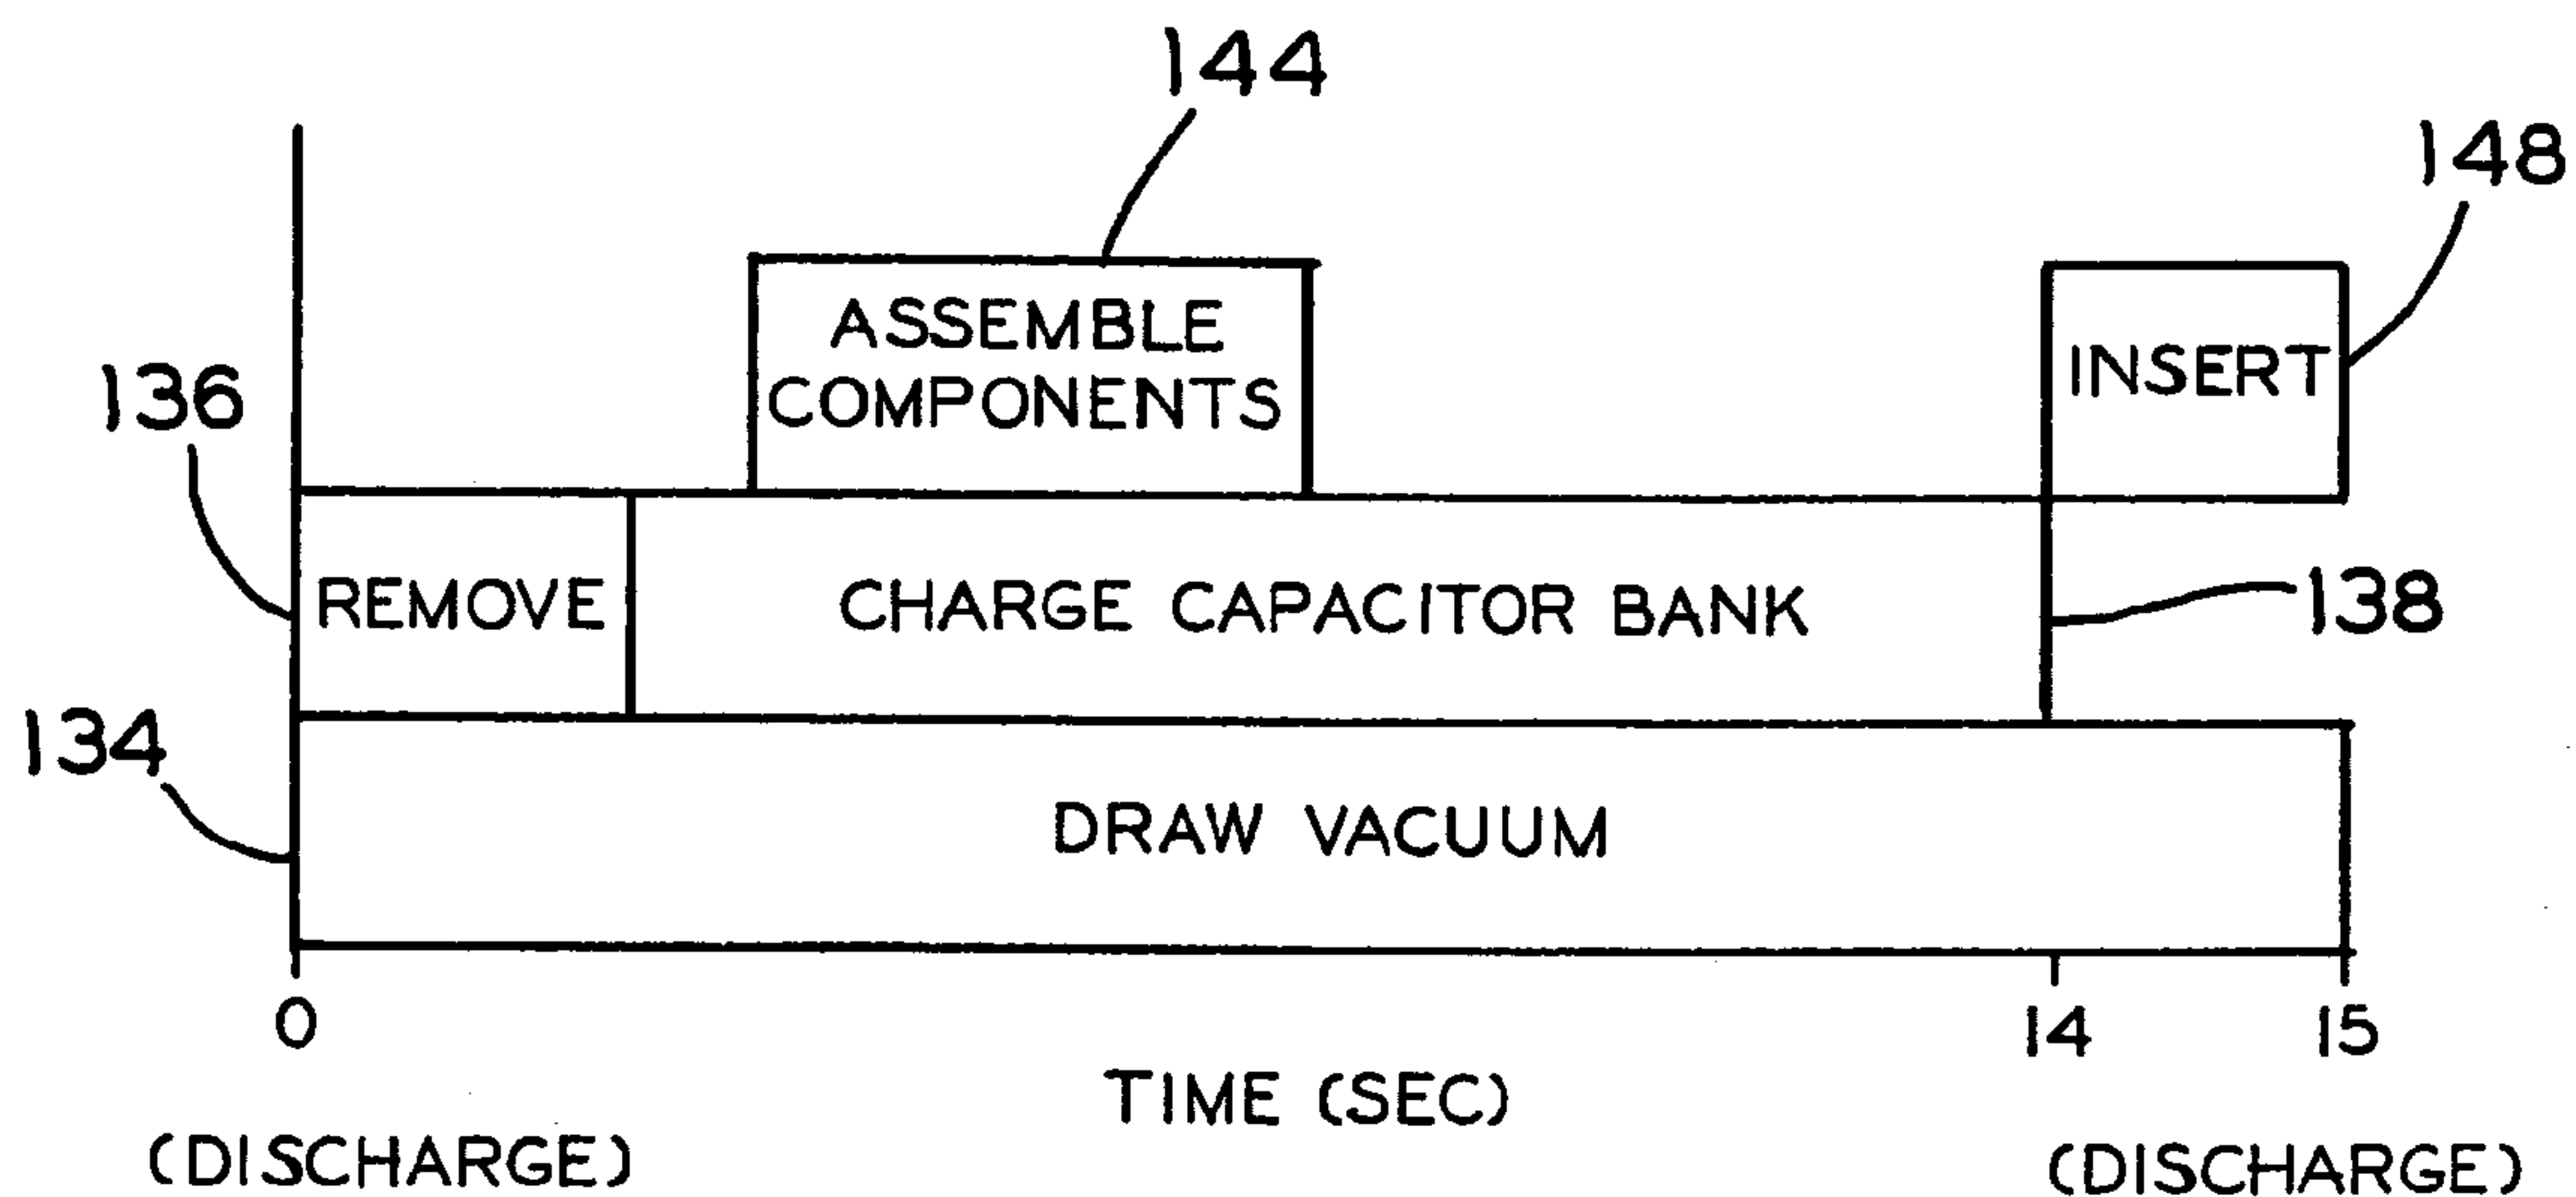 144
148
ASSEMBLE
COMPONENTS
INSERT
136
REMOVE
CHARGE CAPACITOR BANK
138
134
DRAW VACUUM
0
14
15
TIME (SEC)
(DISCHARGE)
(DISCHARGE)